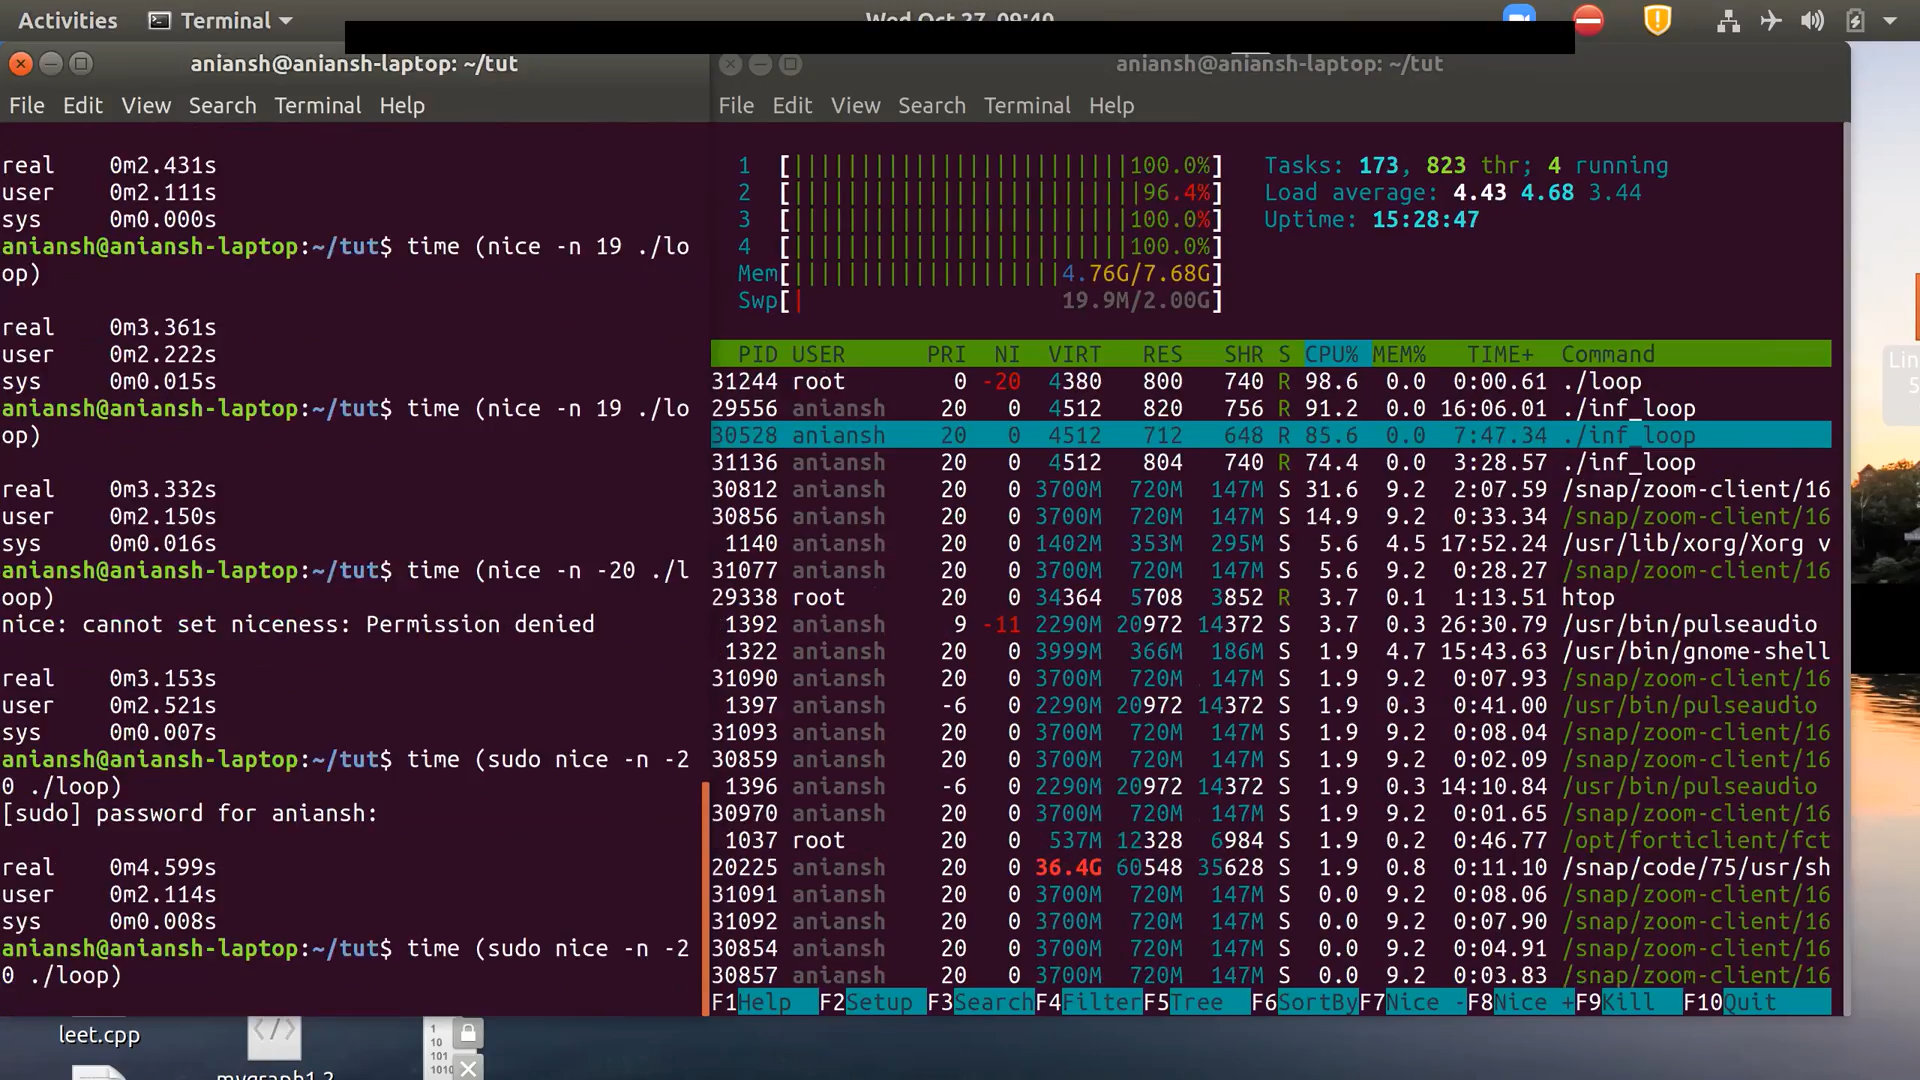 Activities Terminal
Wed Oct 27, 09:40
aniansh@aniansh-laptop: ~/tut
File Edit View Search Terminal Help
real 0m2.431s
user 0m2.111s
sys 0m0.000s
aniansh@aniansh-laptop:~/tut$ time (nice -n 19 ./lo
op)
real 0m3.361s
user 0m2.222s
sys 0m0.015s
aniansh@aniansh-laptop:~/tut$ time (nice -n 19 ./lo
op)
real 0m3.332s
user 0m2.150s
sys 0m0.016s
aniansh@aniansh-laptop:~/tut$ time (nice -n -20 ./l
oop)
nice: cannot set niceness: Permission denied
real 0m3.153s
user 0m2.521s
sys 0m0.007s
aniansh@aniansh-laptop:~/tut$ time (sudo nice -n -2
0 ./loop)
[sudo] password for aniansh:
real 0m4.599s
user 0m2.114s
sys 0m0.008s
aniansh@aniansh-laptop:~/tut$ time (sudo nice -n -2
0 ./loop)
aniansh@aniansh-laptop: ~/tut
File Edit View Search Terminal Help
1 [||||||||||||||||||||||||100.0%] Tasks: 173, 823 thr; 4 running
2 [|||||||||||||||||||||||||96.4%] Load average: 4.43 4.68 3.44
3 [||||||||||||||||||||||||100.0%] Uptime: 15:28:47
4 [||||||||||||||||||||||||100.0%]
Mem[||||||||||||||||||||4.76G/7.68G]
Swp[| 19.9M/2.00G]
PID USER PRI NI VIRT RES SHR S CPU% MEM% TIME+ Command
31244 root 0 -20 4380 800 740 R 98.6 0.0 0:00.61 ./loop
29556 aniansh 20 0 4512 820 756 R 91.2 0.0 16:06.01 ./inf_loop
30528 aniansh 20 0 4512 712 648 R 85.6 0.0 7:47.34 ./inf_loop
31136 aniansh 20 0 4512 804 740 R 74.4 0.0 3:28.57 ./inf_loop
30812 aniansh 20 0 3700M 720M 147M S 31.6 9.2 2:07.59 /snap/zoom-client/16
30856 aniansh 20 0 3700M 720M 147M S 14.9 9.2 0:33.34 /snap/zoom-client/16
1140 aniansh 20 0 1402M 353M 295M S 5.6 4.5 17:52.24 /usr/lib/xorg/Xorg v
31077 aniansh 20 0 3700M 720M 147M S 5.6 9.2 0:28.27 /snap/zoom-client/16
29338 root 20 0 34364 5708 3852 R 3.7 0.1 1:13.51 htop
1392 aniansh 9 -11 2290M 20972 14372 S 3.7 0.3 26:30.79 /usr/bin/pulseaudio
1322 aniansh 20 0 3999M 366M 186M S 1.9 4.7 15:43.63 /usr/bin/gnome-shell
31090 aniansh 20 0 3700M 720M 147M S 1.9 9.2 0:07.93 /snap/zoom-client/16
1397 aniansh -6 0 2290M 20972 14372 S 1.9 0.3 0:41.00 /usr/bin/pulseaudio
31093 aniansh 20 0 3700M 720M 147M S 1.9 9.2 0:08.04 /snap/zoom-client/16
30859 aniansh 20 0 3700M 720M 147M S 1.9 9.2 0:02.09 /snap/zoom-client/16
1396 aniansh -6 0 2290M 20972 14372 S 1.9 0.3 14:10.84 /usr/bin/pulseaudio
30970 aniansh 20 0 3700M 720M 147M S 1.9 9.2 0:01.65 /snap/zoom-client/16
1037 root 20 0 537M 12328 6984 S 1.9 0.2 0:46.77 /opt/forticlient/fct
20225 aniansh 20 0 36.4G 60548 35628 S 1.9 0.8 0:11.10 /snap/code/75/usr/sh
31091 aniansh 20 0 3700M 720M 147M S 0.0 9.2 0:08.06 /snap/zoom-client/16
31092 aniansh 20 0 3700M 720M 147M S 0.0 9.2 0:07.90 /snap/zoom-client/16
30854 aniansh 20 0 3700M 720M 147M S 0.0 9.2 0:04.91 /snap/zoom-client/16
30857 aniansh 20 0 3700M 720M 147M S 0.0 9.2 0:03.83 /snap/zoom-client/16
F1Help F2Setup F3SearchF4FilterF5Tree F6SortByF7Nice -F8Nice +F9Kill F10Quit
Lin
5
leet.cpp